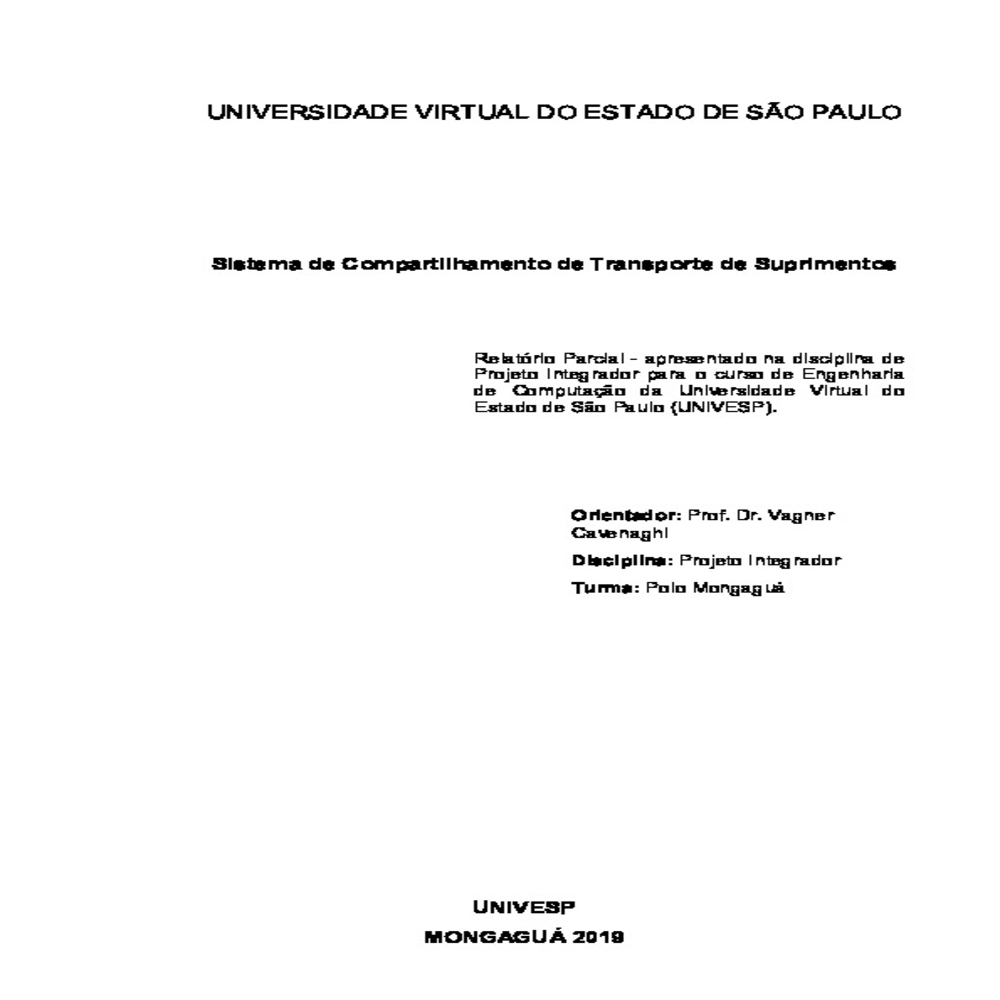 UNIVERSIDADE VIRTUAL DO ESTADO DE SÃO PAULO
Sistema de Compartilhamento de Transporte de Suprimentos
Relatório Parcial - apresentado na disciplina de
Projeto Integrador para o curso de Engenharia
de Computação da Universidade Virtual do
Estado de São Paulo (UNIVESP).
Orientador: Prof. Dr. Vagner
Cavenaghi
Disciplina: Projeto Integrador
Turma: Polo Mongaguá
UNIVESP
MONGAGUÁ 2019